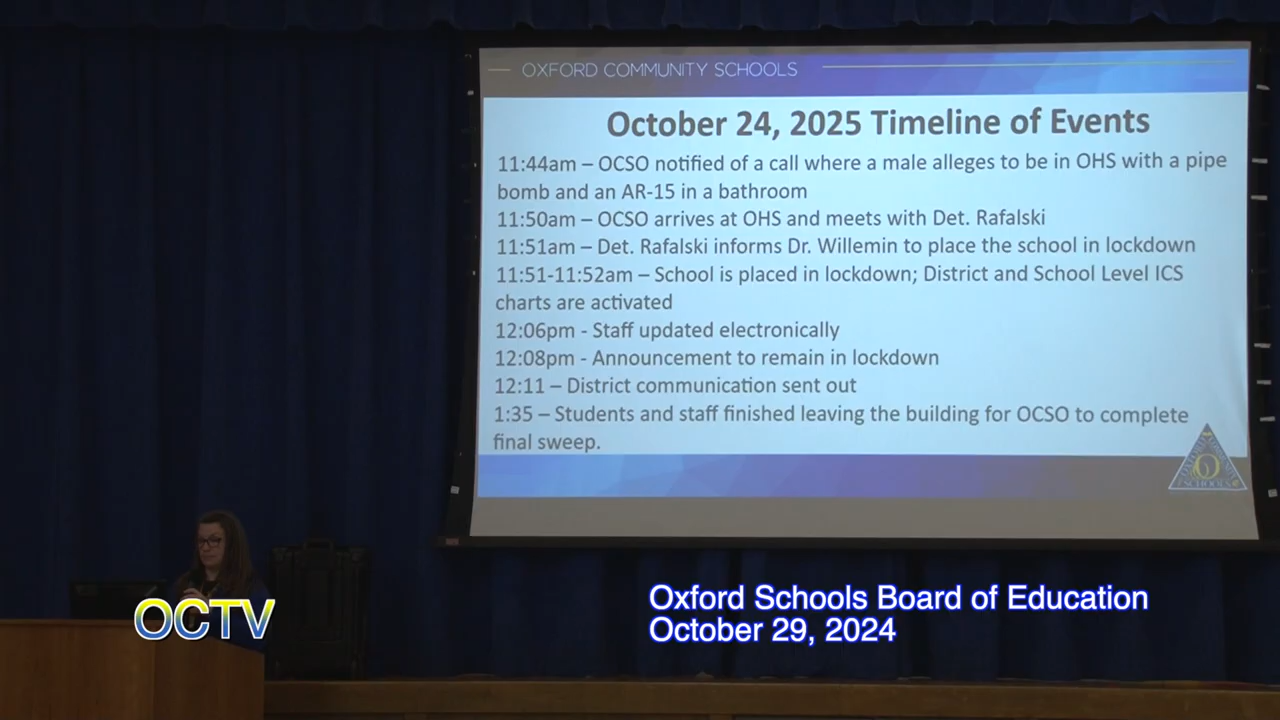 OXFORD COMMUNITY SCHOOLS
October 24, 2025 Timeline of Events
11:44am – OCSO notified of a call where a male alleges to be in OHS with a pipe
bomb and an AR-15 in a bathroom
11:50am – OCSO arrives at OHS and meets with Det. Rafalski
11:51am – Det. Rafalski informs Dr. Willemin to place the school in lockdown
11:51-11:52am – School is placed in lockdown; District and School Level ICS
charts are activated
12:06pm - Staff updated electronically
12:08pm - Announcement to remain in lockdown
12:11 – District communication sent out
1:35 – Students and staff finished leaving the building for OCSO to complete
final sweep.
OXFORD COMMUNITY
SCHOOLS
OCTV
Oxford Schools Board of Education
October 29, 2024